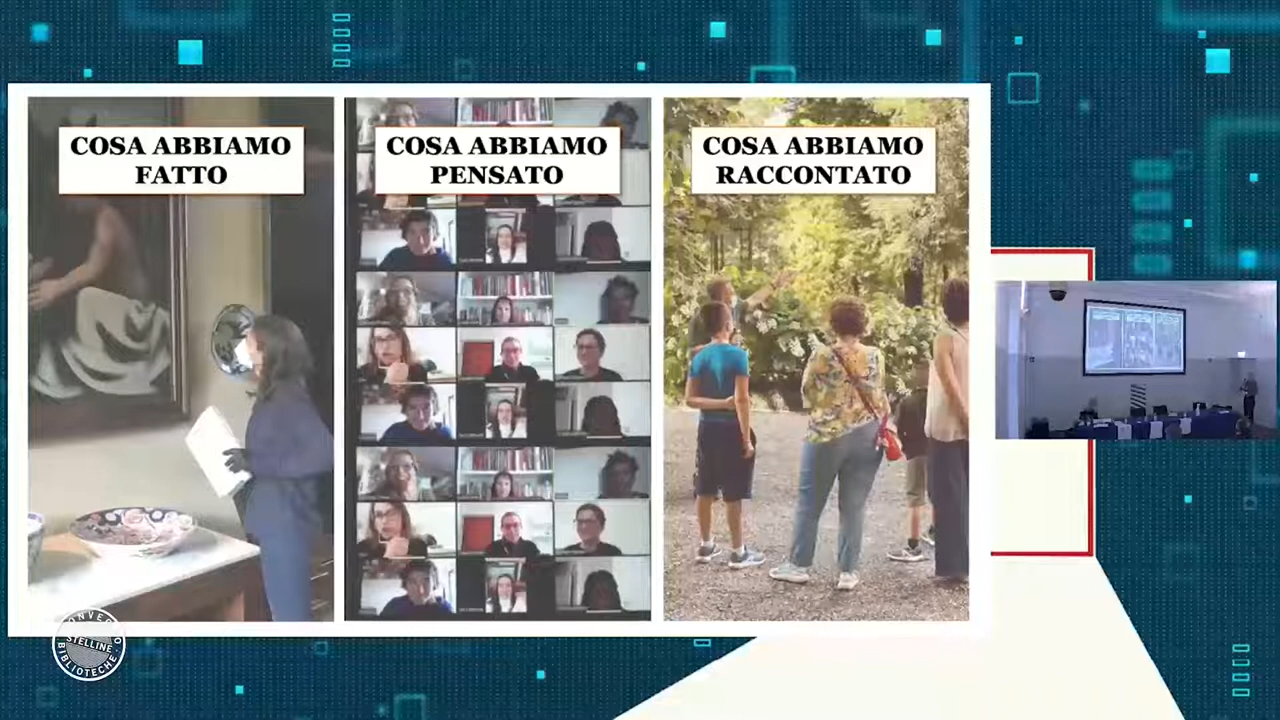 COSA ABBIAMO
FATTO
COSA ABBIAMO
PENSATO
COSA ABBIAMO
RACCONTATO
CONVEGNO
STELLINE
BIBLIOTECHE